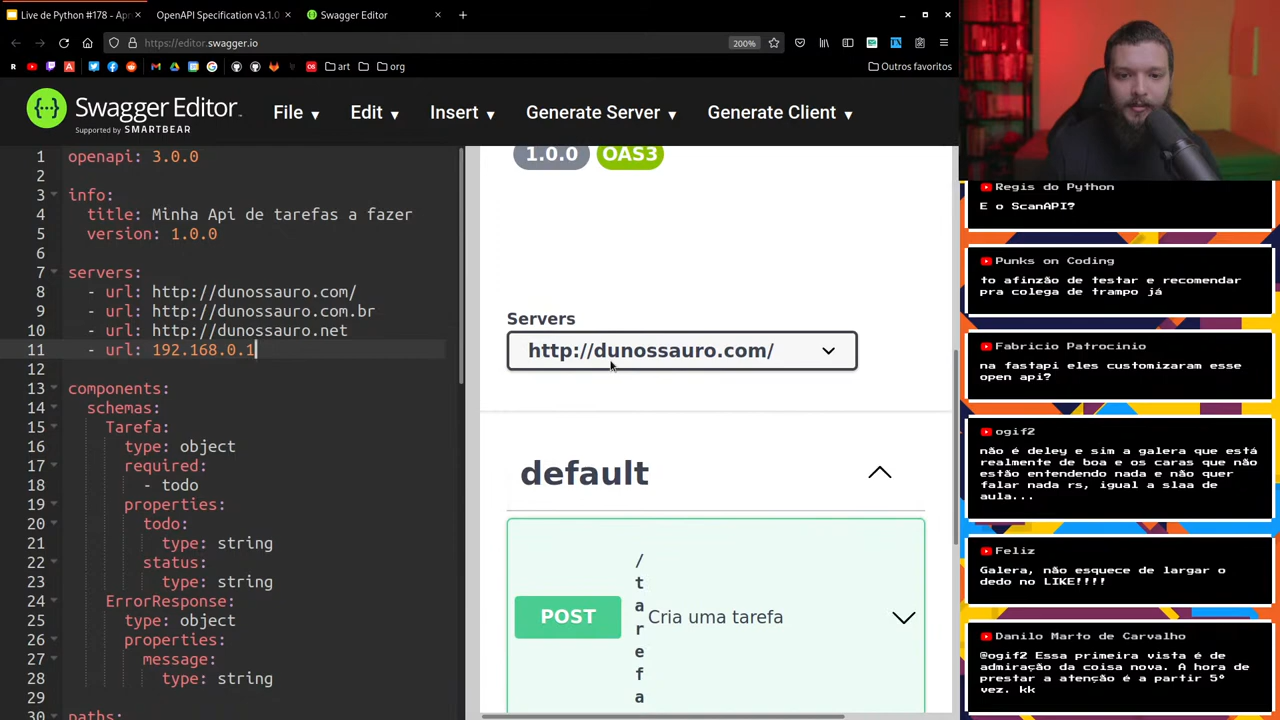 Live de Python #178 - Apr
OpenAPI Specification v3.1.0
Swagger Editor
https://editor.swagger.io
200%
art
org
Outros favoritos
Swagger Editor
Supported by SMARTBEAR
File
Edit
Insert
Generate Server
Generate Client
1 openapi: 3.0.0
2
3 info:
4 title: Minha Api de tarefas a fazer
5 version: 1.0.0
6
7 servers:
8 - url: http://dunossauro.com/
9 - url: http://dunossauro.com.br
10 - url: http://dunossauro.net
11 - url: 192.168.0.1
12
13 components:
14 schemas:
15 Tarefa:
16 type: object
17 required:
18 - todo
19 properties:
20 todo:
21 type: string
22 status:
23 type: string
24 ErrorResponse:
25 type: object
26 properties:
27 message:
28 type: string
29
30 paths:
1.0.0 OAS3
Servers
http://dunossauro.com/
default
POST
/tarefa
Cria uma tarefa
Regis do Python
E o ScanAPI?
Punks on Coding
to afinzão de testar e recomendar
pra colega de trampo já
Fabricio Patrocinio
na fastapi eles customizaram esse
open api?
ogif2
não é deley e sim a galera que está
realmente de boa e os caras que não
estão entendendo nada e não quer
falar nada rs, igual a slaa de
aula...
Feliz
Galera, não esquece de largar o
dedo no LIKE!!!!
Danilo Marto de Carvalho
@ogif2 Essa primeira vista é de
admiração da coisa nova. A hora de
prestar a atenção é a partir 5º
vez. kk